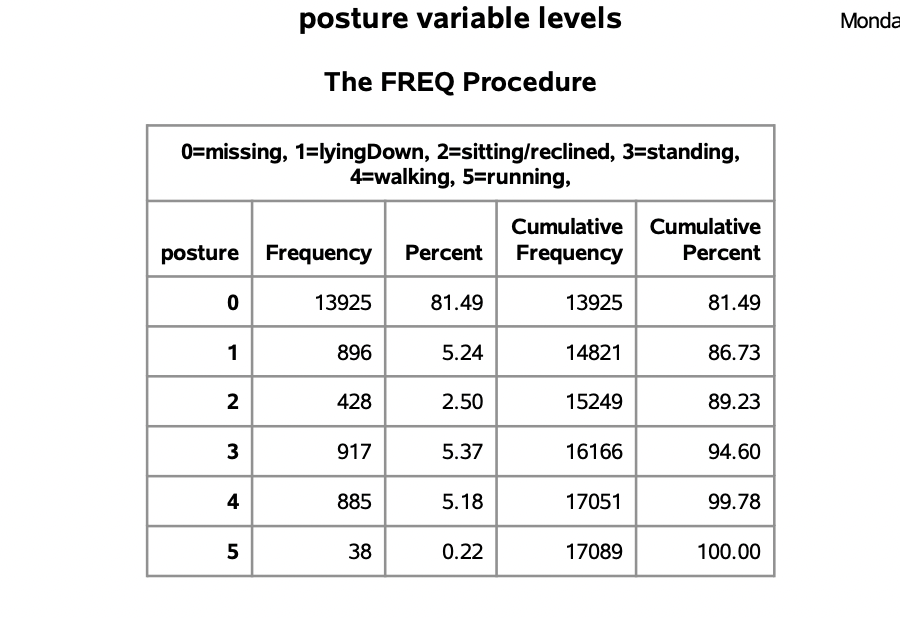 posture variable levels
Monda
The FREQ Procedure
0=missing, 1=lyingDown, 2=sitting/reclined, 3=standing,
4=walking, 5=running,
posture Frequency Percent Cumulative Frequency Cumulative Percent
0 13925 81.49 13925 81.49
1 896 5.24 14821 86.73
2 428 2.50 15249 89.23
3 917 5.37 16166 94.60
4 885 5.18 17051 99.78
5 38 0.22 17089 100.00